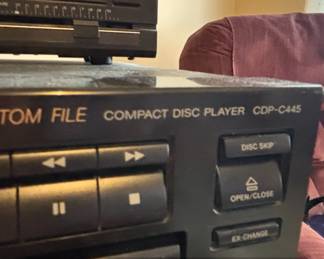 TOM FILE COMPACT DISC PLAYER CDP-C445
DISC SKIP
OPEN/CLOSE
EX-CHANGE